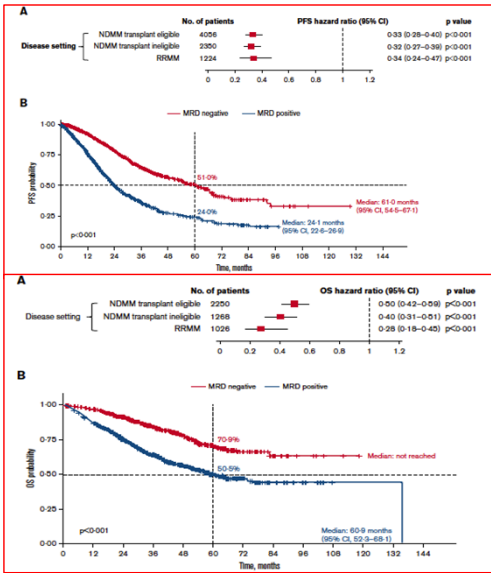 A
No. of patients PFS hazard ratio (95% CI) p value
Disease setting
NDMM transplant eligible 4056 0·33 (0·28–0·40) p<0·001
NDMM transplant ineligible 2350 0·32 (0·27–0·39) p<0·001
RRMM 1224 0·34 (0·24–0·47) p<0·001
0 0·2 0·4 0·6 0·8 1 1·2
B
MRD negative MRD positive
PFS probability
1·00
0·75
0·50
0·25
0·00
51·0%
24·0%
Median: 61·0 months
(95% CI, 54·5–67·1)
Median: 24·1 months
(95% CI, 22·6–26·9)
p<0·001
0 12 24 36 48 60 72 84 96 108 120 132 144
Time, months
A
No. of patients OS hazard ratio (95% CI) p value
Disease setting
NDMM transplant eligible 2250 0·50 (0·42–0·59) p<0·001
NDMM transplant ineligible 1268 0·40 (0·31–0·51) p<0·001
RRMM 1026 0·28 (0·18–0·45) p<0·001
0 0·2 0·4 0·6 0·8 1 1·2
B
MRD negative MRD positive
OS probability
1·00
0·75
0·50
0·25
0·00
70·9%
50·5%
Median: not reached
Median: 60·9 months
(95% CI, 52·3–68·1)
p<0·001
0 12 24 36 48 60 72 84 96 108 120 132 144
Time, months